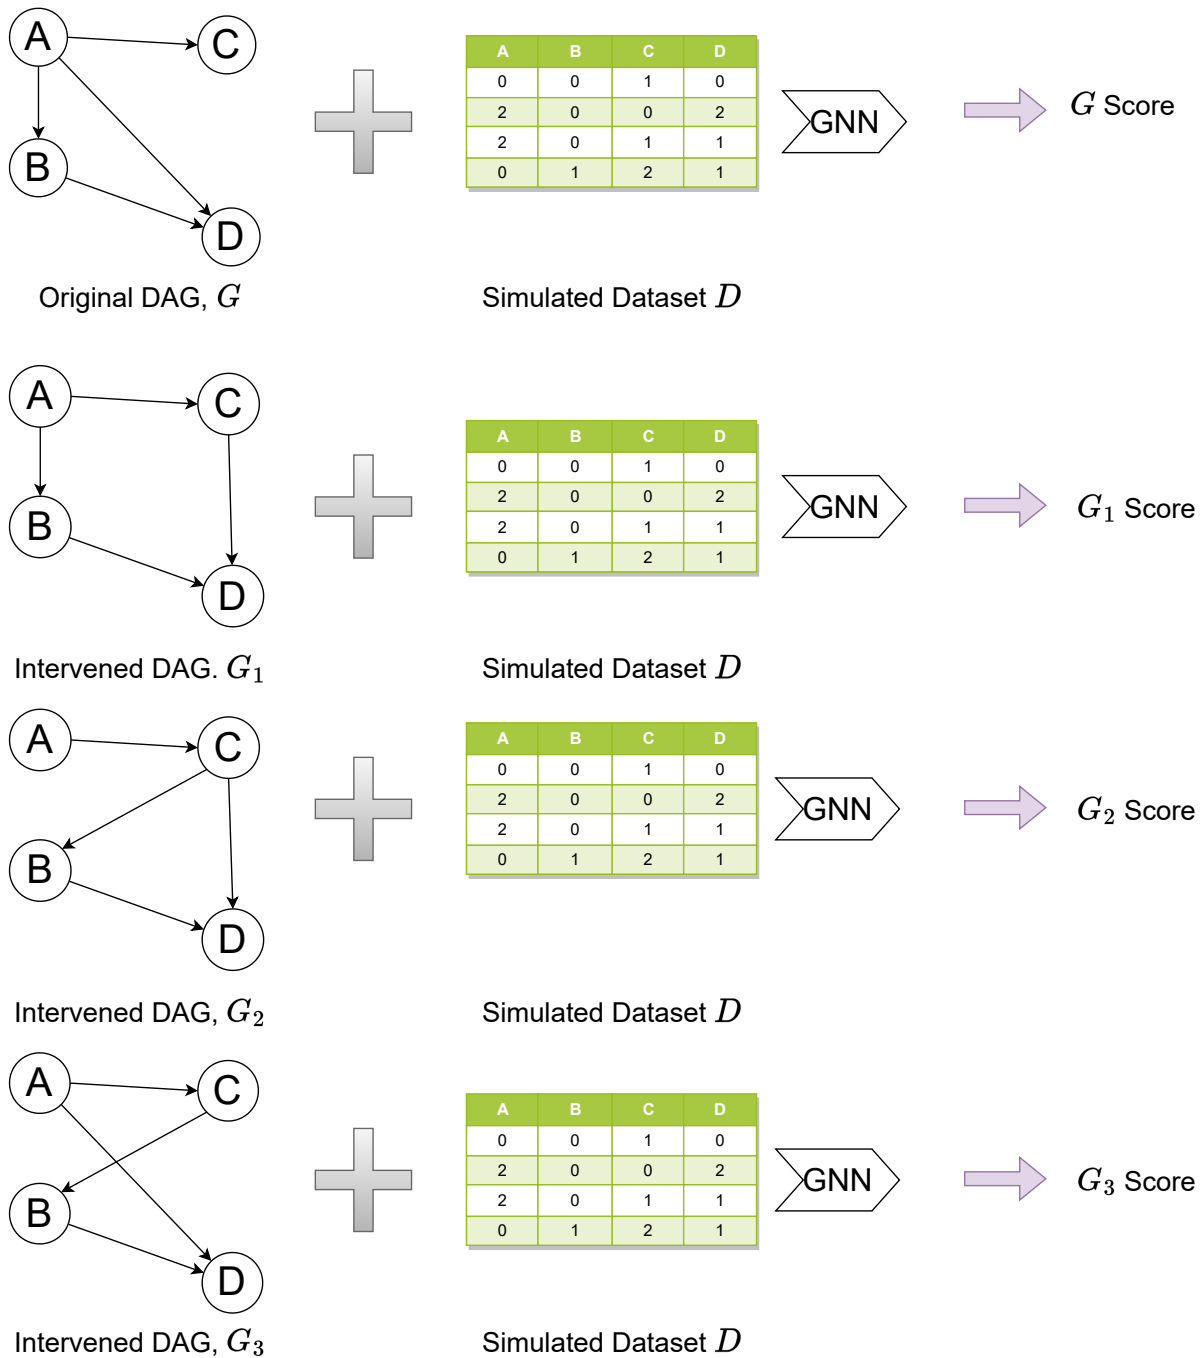 A
C
B
D
Original DAG, G
A B C D
0 0 1 0
2 0 0 2
2 0 1 1
0 1 2 1
Simulated Dataset D
GNN
G Score
A
C
B
D
Intervened DAG. G₁
A B C D
0 0 1 0
2 0 0 2
2 0 1 1
0 1 2 1
Simulated Dataset D
GNN
G₁ Score
A
C
B
D
Intervened DAG, G₂
A B C D
0 0 1 0
2 0 0 2
2 0 1 1
0 1 2 1
Simulated Dataset D
GNN
G₂ Score
A
C
B
D
Intervened DAG, G₃
A B C D
0 0 1 0
2 0 0 2
2 0 1 1
0 1 2 1
Simulated Dataset D
GNN
G₃ Score